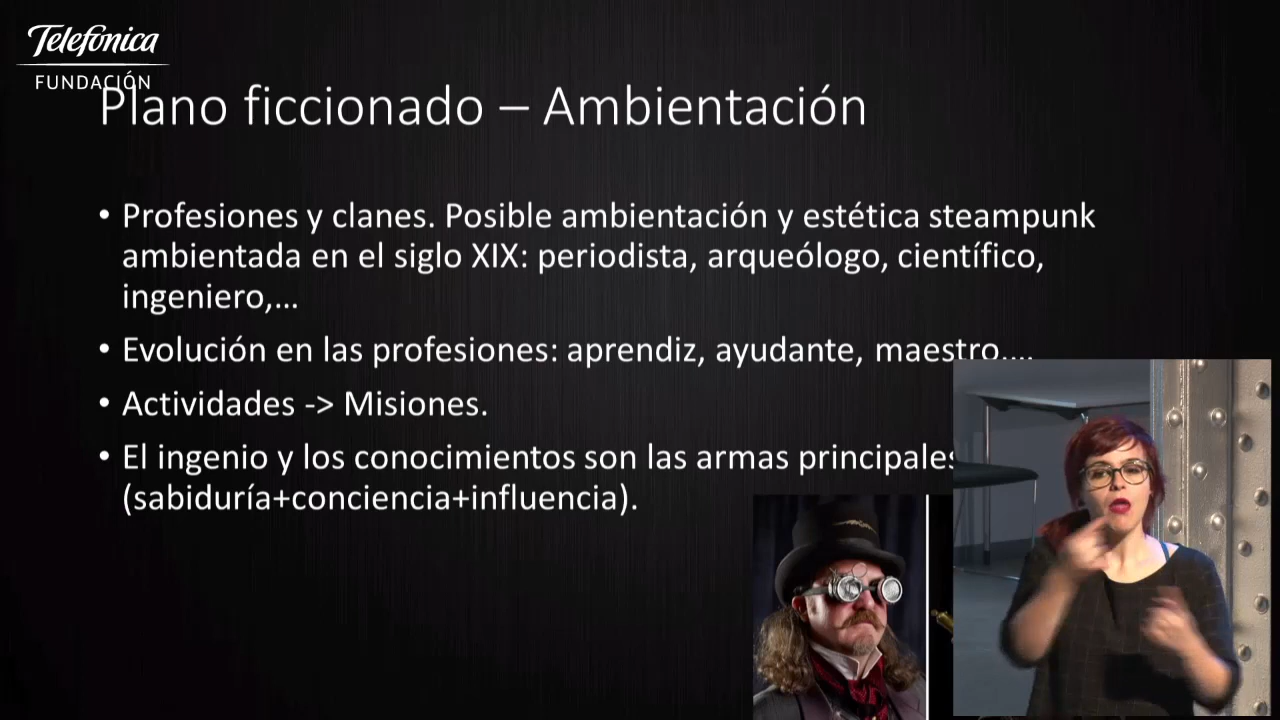 Telefónica
FUNDACIÓN
Plano ficcionado – Ambientación
• Profesiones y clanes. Posible ambientación y estética steampunk
ambientada en el siglo XIX: periodista, arqueólogo, científico,
ingeniero,...
• Evolución en las profesiones: aprendiz, ayudante, maestro....
• Actividades -> Misiones.
• El ingenio y los conocimientos son las armas principales
(sabiduría+conciencia+influencia).